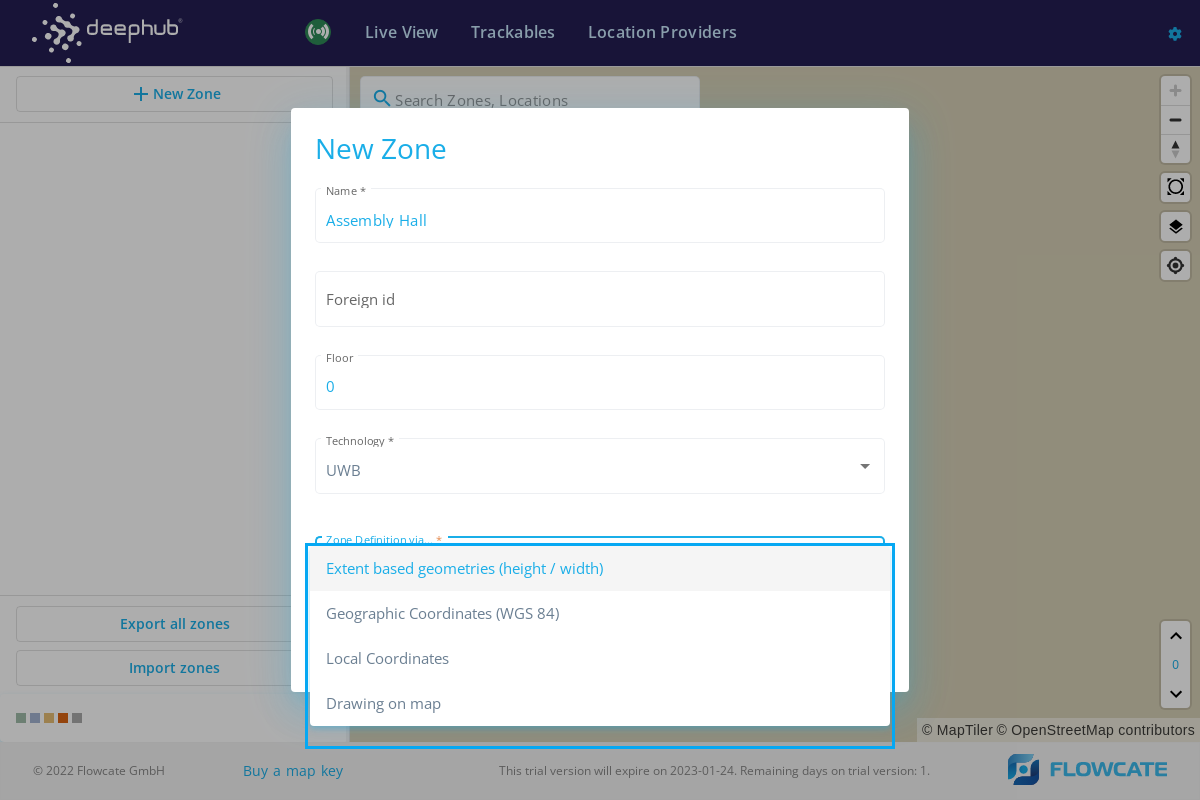 deephub®
Live View
Trackables
Location Providers
New Zone
Search Zones, Locations
New Zone
Name *
Assembly Hall
Foreign id
Floor
0
Technology *
UWB
Zone Definition via... *
Extent based geometries (height / width)
Geographic Coordinates (WGS 84)
Local Coordinates
Drawing on map
Export all zones
Import zones
0
© MapTiler © OpenStreetMap contributors
© 2022 Flowcate GmbH
Buy a map key
This trial version will expire on 2023-01-24. Remaining days on trial version: 1.
FLOWCATE